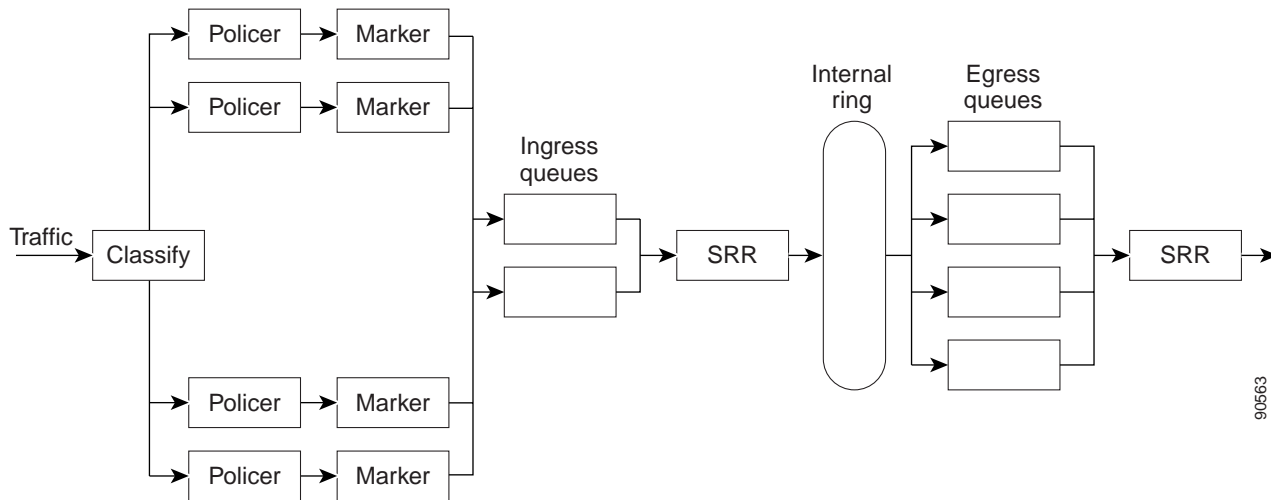 Policer
Marker
Policer
Marker
Internal
ring
Egress
queues
Ingress
queues
Traffic
Classify
SRR
SRR
Policer
Marker
Policer
Marker
90563